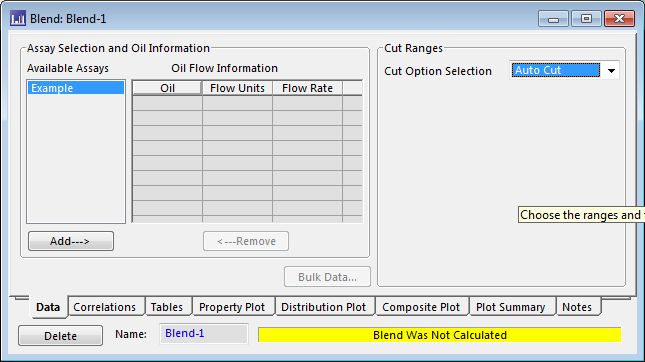 Blend: Blend-1
Assay Selection and Oil Information
Available Assays
Oil Flow Information
Example
Oil Flow Units Flow Rate
Add--->
<---Remove
Bulk Data...
Cut Ranges
Cut Option Selection Auto Cut
Choose the ranges and
Data Correlations Tables Property Plot Distribution Plot Composite Plot Plot Summary Notes
Delete Name: Blend-1 Blend Was Not Calculated